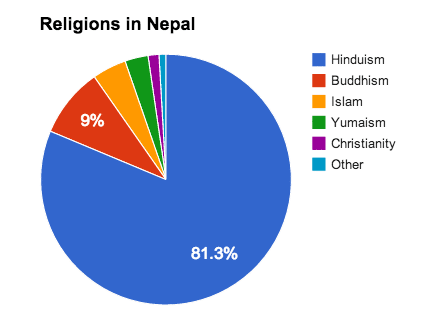 Religions in Nepal
Hinduism
Buddhism
Islam
Yumaism
Christianity
Other
9%
81.3%